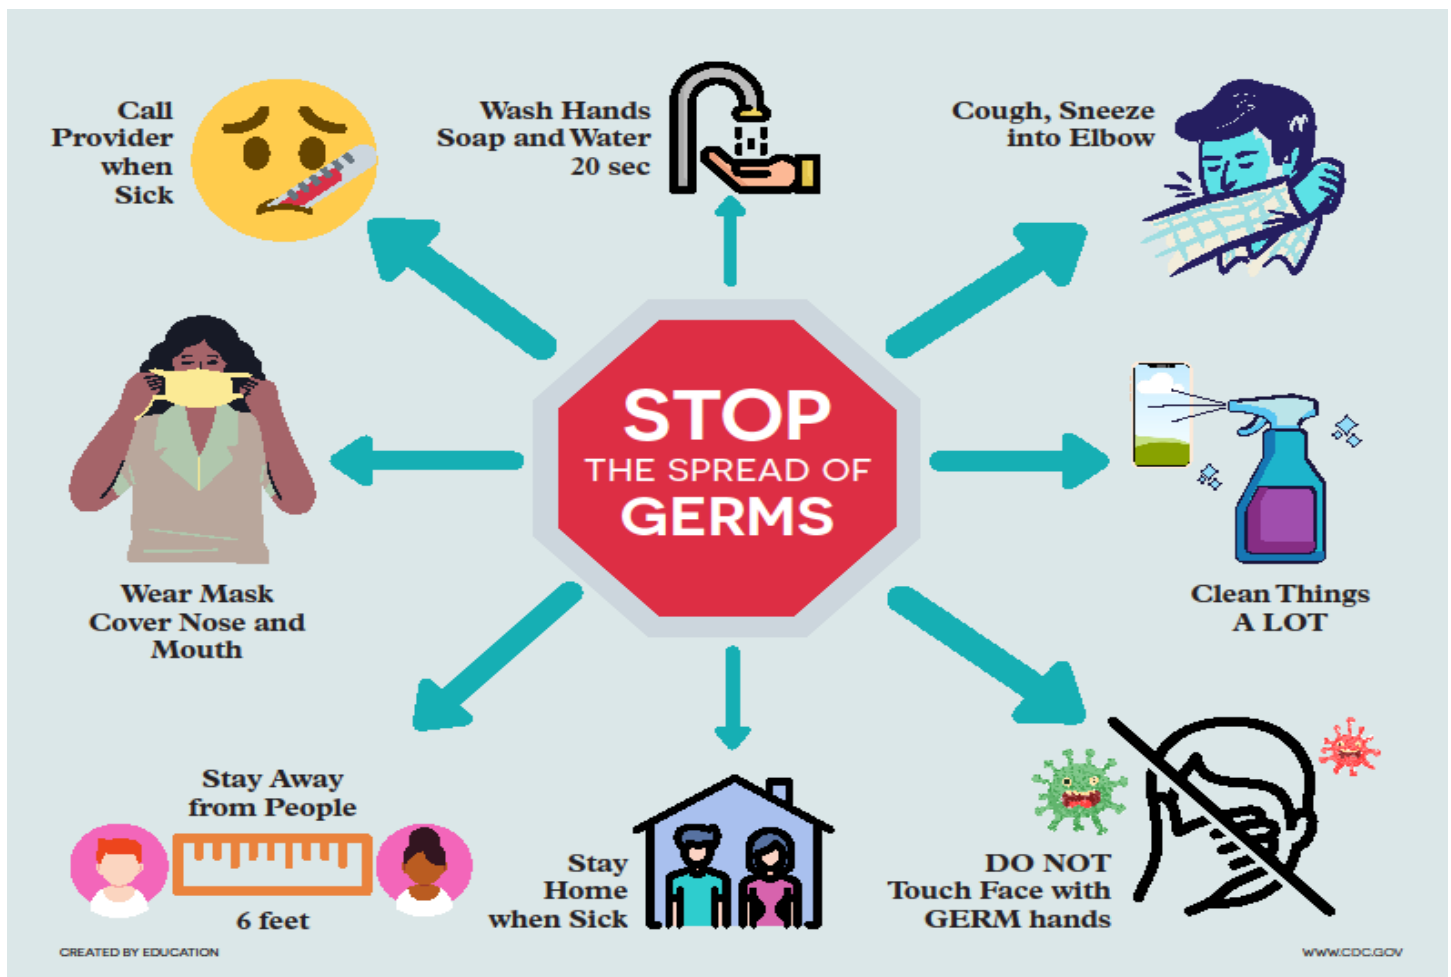 Call
Provider
when
Sick
Wash Hands
Soap and Water
20 sec
Cough, Sneeze
into Elbow
STOP
THE SPREAD OF
GERMS
Wear Mask
Cover Nose and
Mouth
Clean Things
A LOT
Stay Away
from People
6 feet
Stay
Home
when Sick
DO NOT
Touch Face with
GERM hands
CREATED BY EDUCATION
WWW.CDC.GOV